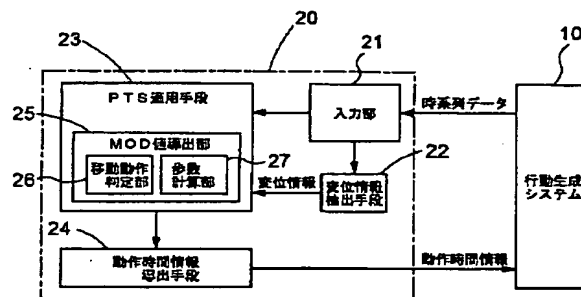 20
23
21
10
PTS適用手段
入力部
時系列データ
25
MOD値導出部
27
22
26
移動動作
判定部
歩数
計算部
変位情報
変位情報
検出手段
行動生成
システム
24
動作時間情報
導出手段
動作時間情報